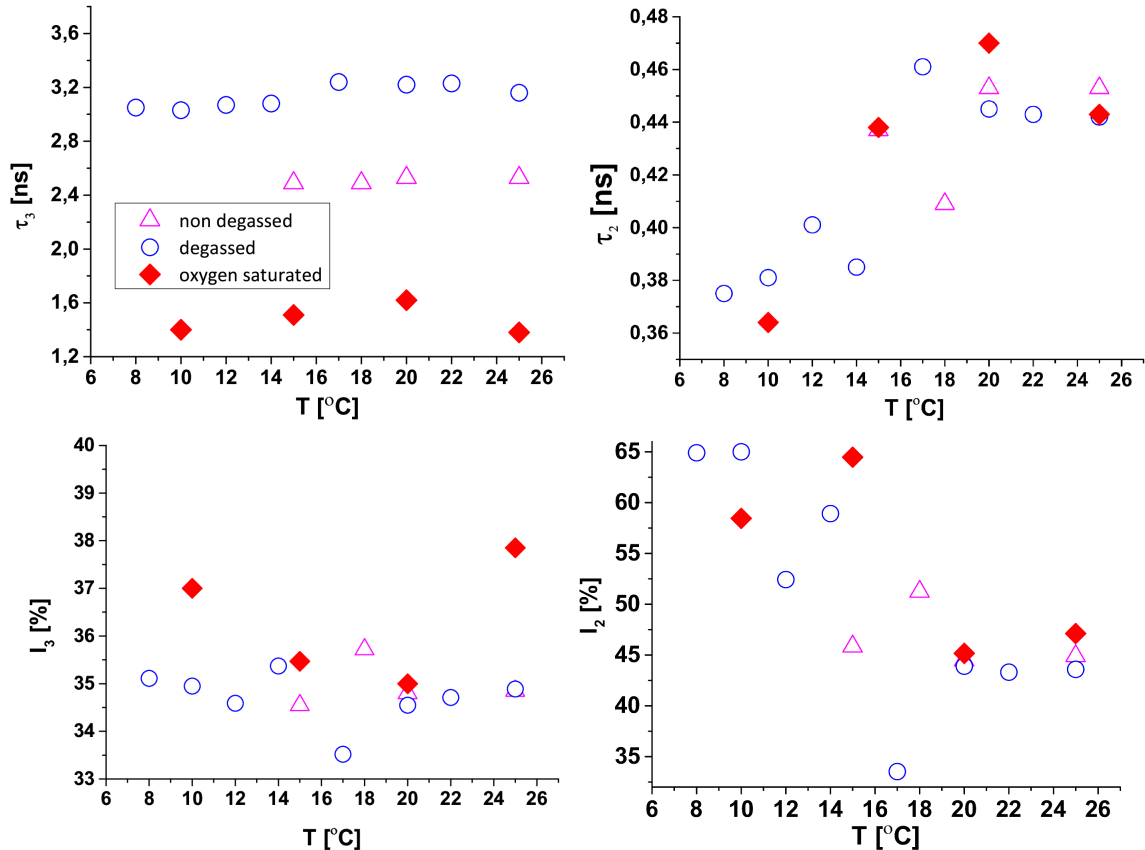 3,6
3,2
2,8
2,4
2,0
1,6
1,2
τ3 [ns]
non degassed
degassed
oxygen saturated
6 8 10 12 14 16 18 20 22 24 26
T [°C]
0,48
0,46
0,44
0,42
0,40
0,38
0,36
τ2 [ns]
6 8 10 12 14 16 18 20 22 24 26
T [°C]
40
39
38
37
36
35
34
33
I3 [%]
6 8 10 12 14 16 18 20 22 24 26
T [°C]
65
60
55
50
45
40
35
I2 [%]
6 8 10 12 14 16 18 20 22 24 26
T [°C]